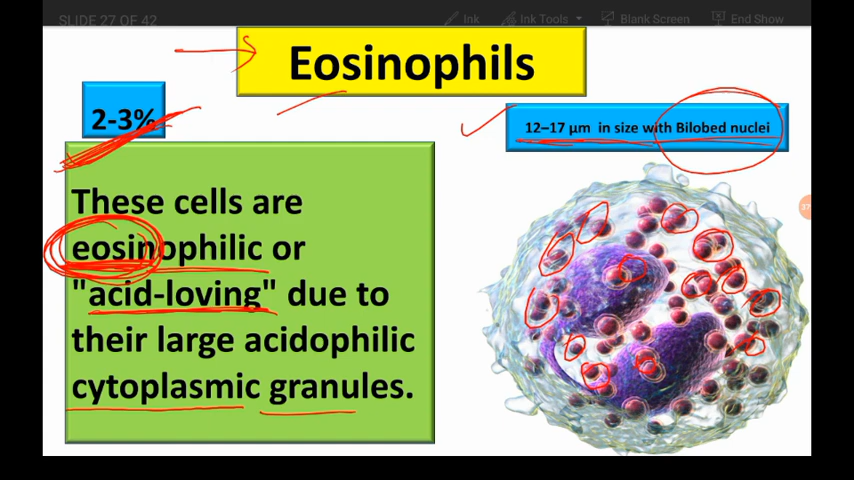 SLIDE 27 OF 42
Ink Ink Tools Blank Screen End Show
Eosinophils
2-3%
12–17 µm in size with Bilobed nuclei
These cells are
eosinophilic or
"acid-loving" due to
their large acidophilic
cytoplasmic granules.